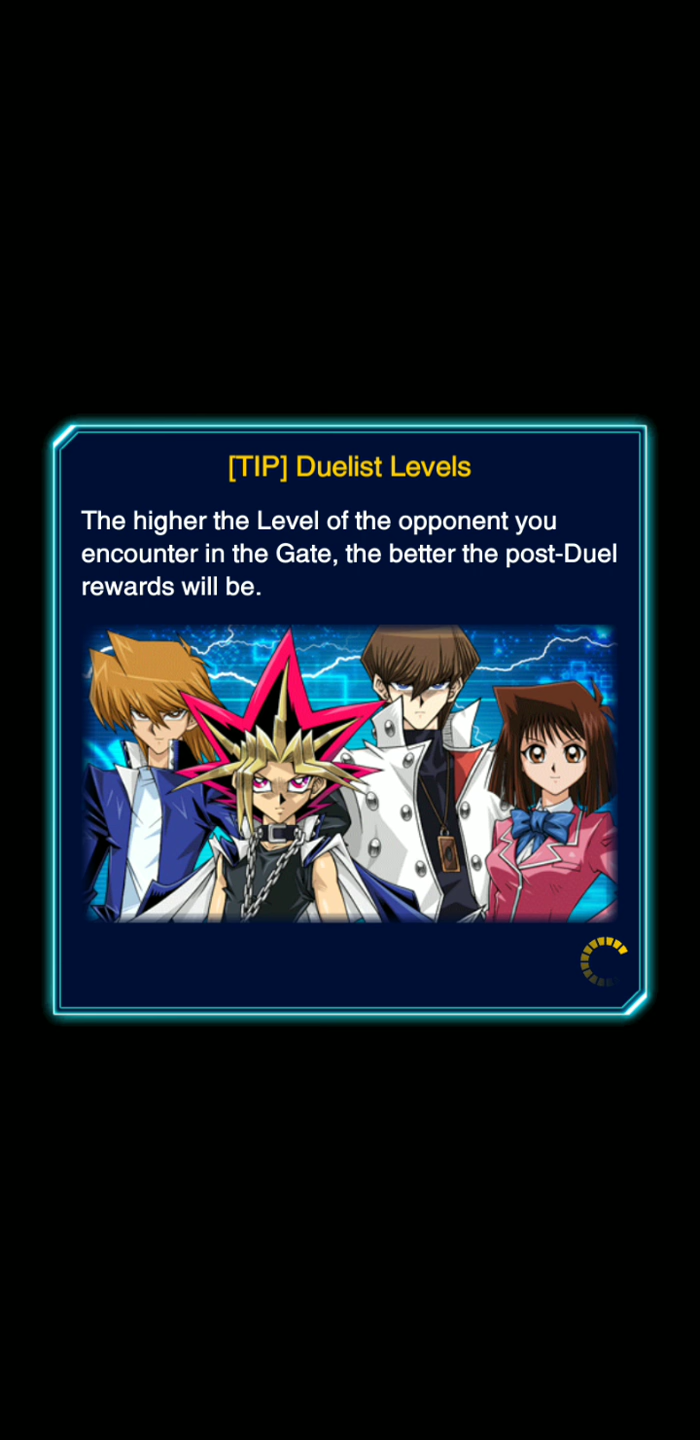 [TIP] Duelist Levels
The higher the Level of the opponent you
encounter in the Gate, the better the post-Duel
rewards will be.